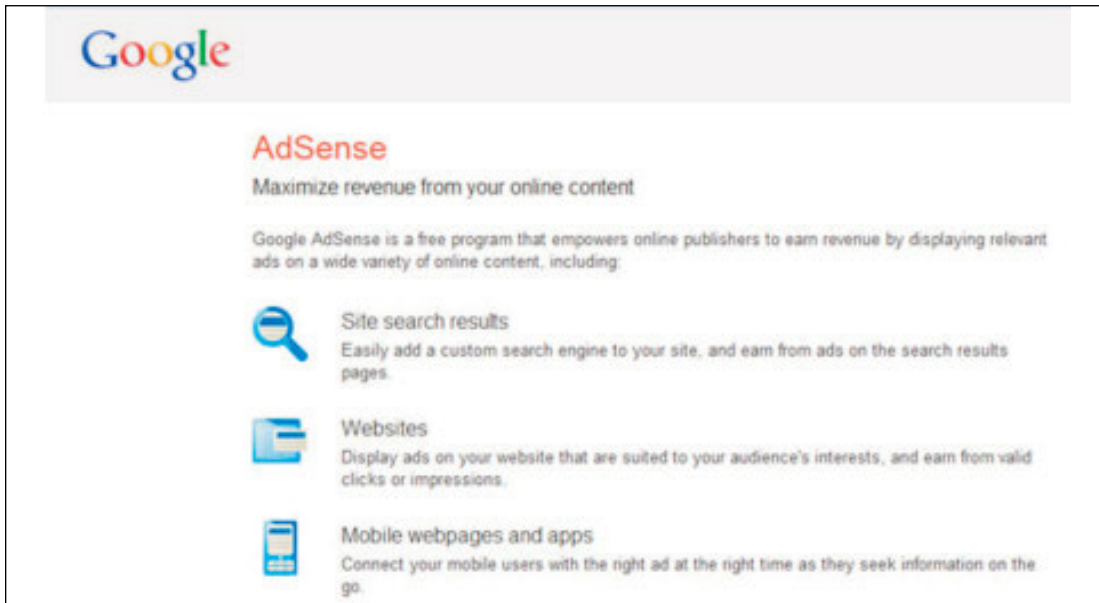 Google
AdSense
Maximize revenue from your online content
Google AdSense is a free program that empowers online publishers to earn revenue by displaying relevant
ads on a wide variety of online content, including:
Site search results
Easily add a custom search engine to your site, and earn from ads on the search results
pages.
Websites
Display ads on your website that are suited to your audience's interests, and earn from valid
clicks or impressions.
Mobile webpages and apps
Connect your mobile users with the right ad at the right time as they seek information on the
go.